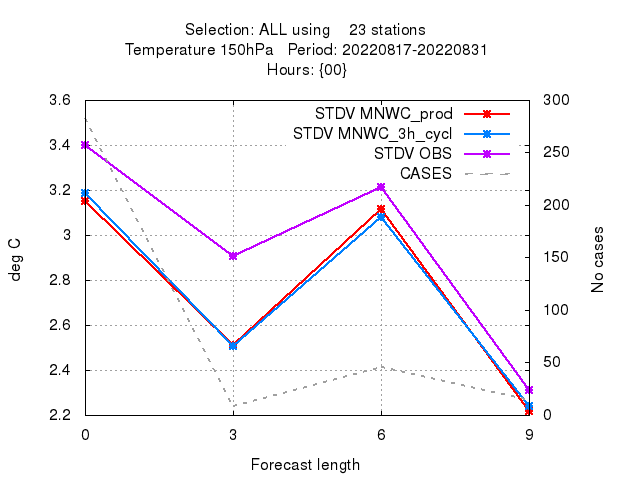 Selection: ALL using    23 stations
Temperature 150hPa   Period: 20220817-20220831
Hours: {00}
STDV MNWC_prod
STDV MNWC_3h_cycl
STDV OBS
CASES
deg C
3.6
3.4
3.2
3
2.8
2.6
2.4
2.2
No cases
300
250
200
150
100
50
0
0 3 6 9
Forecast length